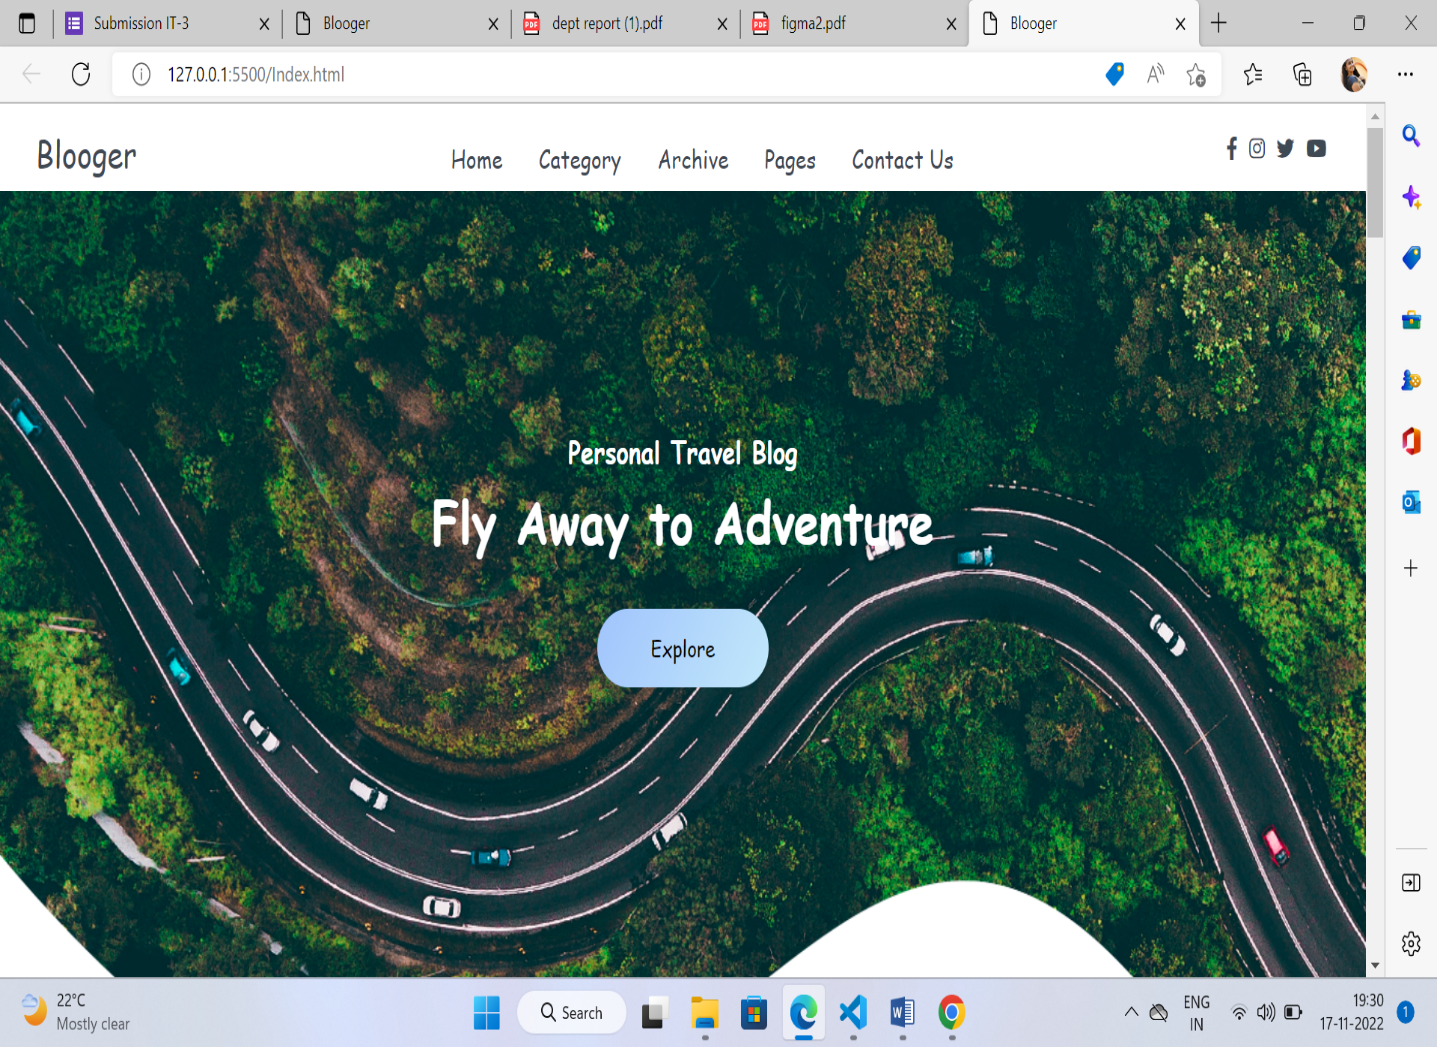 Submission IT-3
Blooger
dept report (1).pdf
figma2.pdf
Blooger
127.0.0.1:5500/Index.html
Blooger
Home
Category
Archive
Pages
Contact Us
Personal Travel Blog
Fly Away to Adventure
Explore
22°C
Mostly clear
Search
ENG
IN
19:30
17-11-2022
1